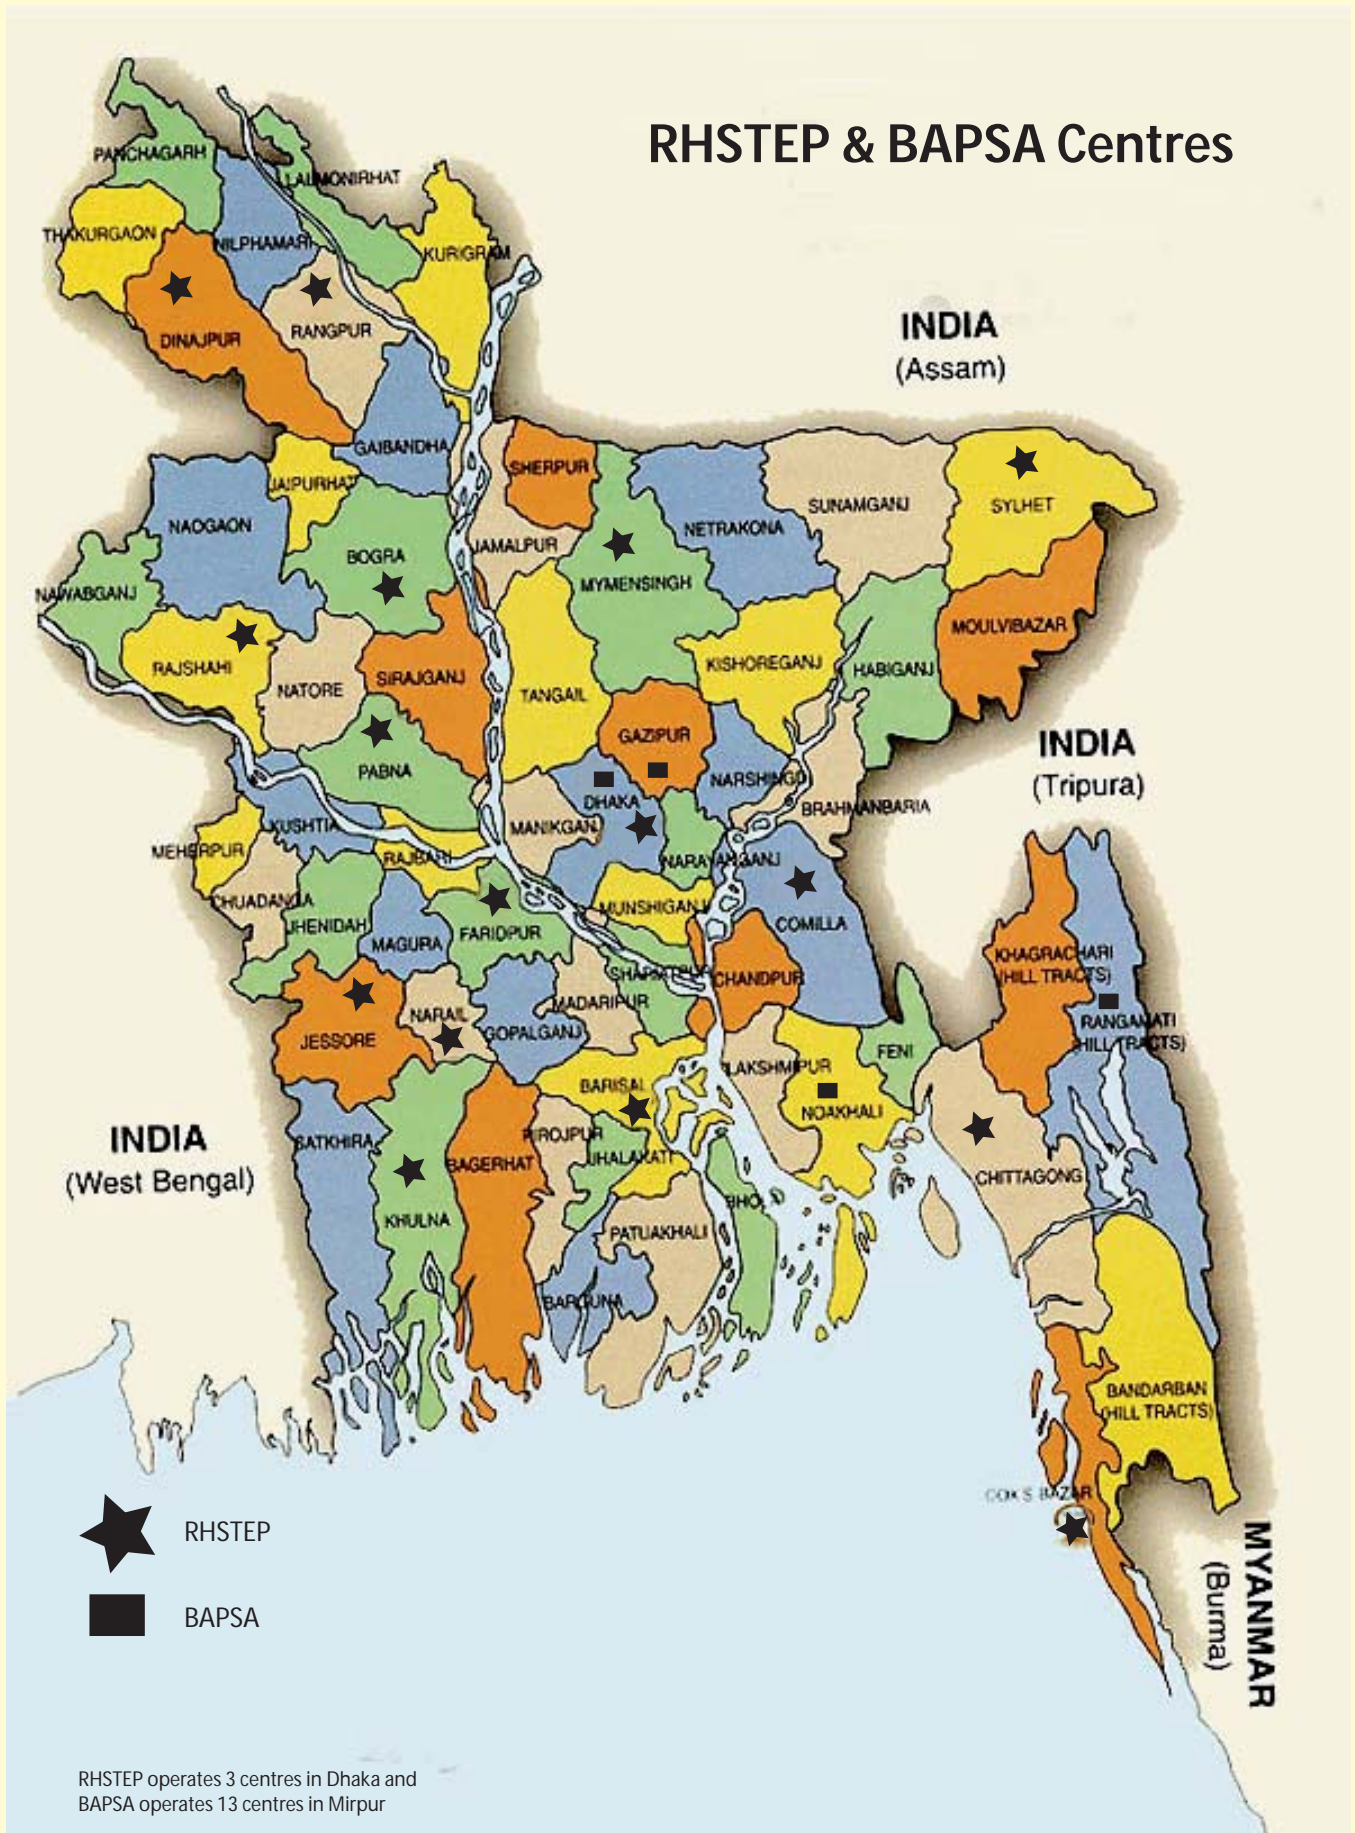 RHSTEP & BAPSA Centres
PANCHAGARH
LALMONIRHAT
THAKURGAON
NILPHAMARI
KURIGRAM
DINAJPUR
RANGPUR
INDIA
(Assam)
GAIBANDHA
SHERPUR
JAIPURHAT
NAOGAON
SUNAMGANJ
SYLHET
NETRAKONA
BOGRA
JAMALPUR
MYMENSINGH
NAWABGANJ
MOULVIBAZAR
RAJSHAHI
NATORE
SIRAJGANJ
TANGAIL
KISHOREGANJ
HABIGANJ
GAZIPUR
INDIA
(Tripura)
PABNA
NARSHINGDI
DHAKA
BRAHMANBARIA
KUSHTIA
MANIKGANJ
MEHERPUR
RAJBARI
NARAYANGANJ
CHUADANGA
JHENIDAH
MAGURA
FARIDPUR
MUNSHIGANJ
COMILLA
KHAGRACHARI
(HILL TRACTS)
SHARIATPUR
CHANDPUR
MADARIPUR
NARAIL
GOPALGANJ
JESSORE
RANGAMATI
(HILL TRACTS)
FENI
LAKSHMIPUR
BARISAL
NOAKHALI
INDIA
(West Bengal)
SATKHIRA
PIROJPUR
JHALAKATI
BAGERHAT
CHITTAGONG
BHOLA
KHULNA
PATUAKHALI
BARGUNA
BANDARBAN
(HILL TRACTS)
COX'S BAZAR
MYANMAR
(Burma)
RHSTEP
BAPSA
RHSTEP operates 3 centres in Dhaka and
BAPSA operates 13 centres in Mirpur